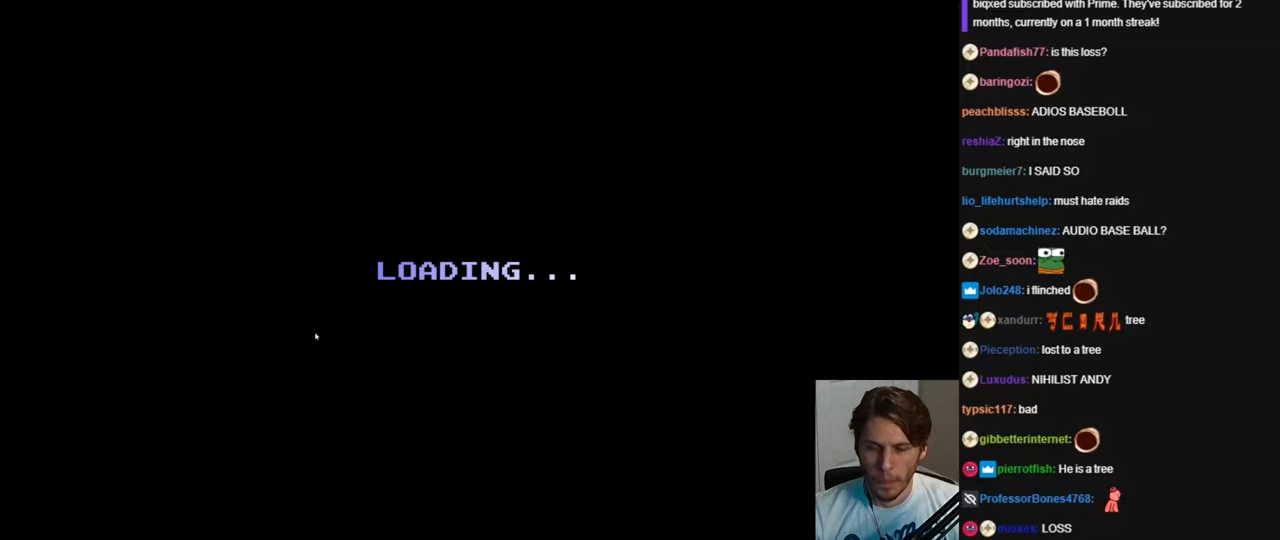 biqxed subscribed with Prime. They've subscribed for 2
months, currently on a 1 month streak!
Pandafish77: is this loss?
baringozi:
peachblisss: ADIOS BASEBOLL
reshiaZ: right in the nose
burgmeier7: I SAID SO
lio_lifehurtshelp: must hate raids
sodamachinez: AUDIO BASE BALL?
Zoe_soon:
Jolo248: i flinched
xandurr: tree
Pieception: lost to a tree
Luxudus: NIHILIST ANDY
typsic117: bad
gibbetterinternet:
pierrotfish: He is a tree
ProfessorBones4768:
miuxes: LOSS
LOADING...